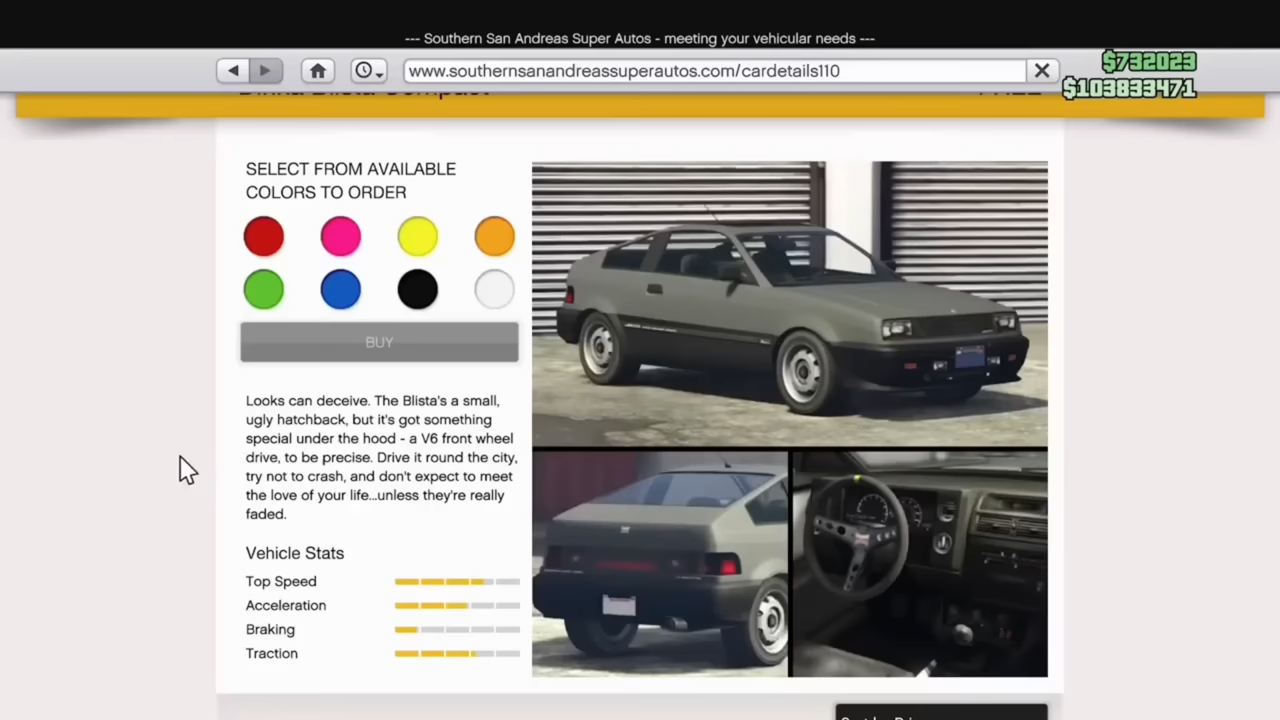 --- Southern San Andreas Super Autos - meeting your vehicular needs ---
www.southernsanandreassuperautos.com/cardetails110
$732023
$103833471
Dinka Blista Compact
FREE
SELECT FROM AVAILABLE
COLORS TO ORDER
BUY
Looks can deceive. The Blista's a small,
ugly hatchback, but it's got something
special under the hood - a V6 front wheel
drive, to be precise. Drive it round the city,
try not to crash, and don't expect to meet
the love of your life...unless they're really
faded.
Vehicle Stats
Top Speed
Acceleration
Braking
Traction